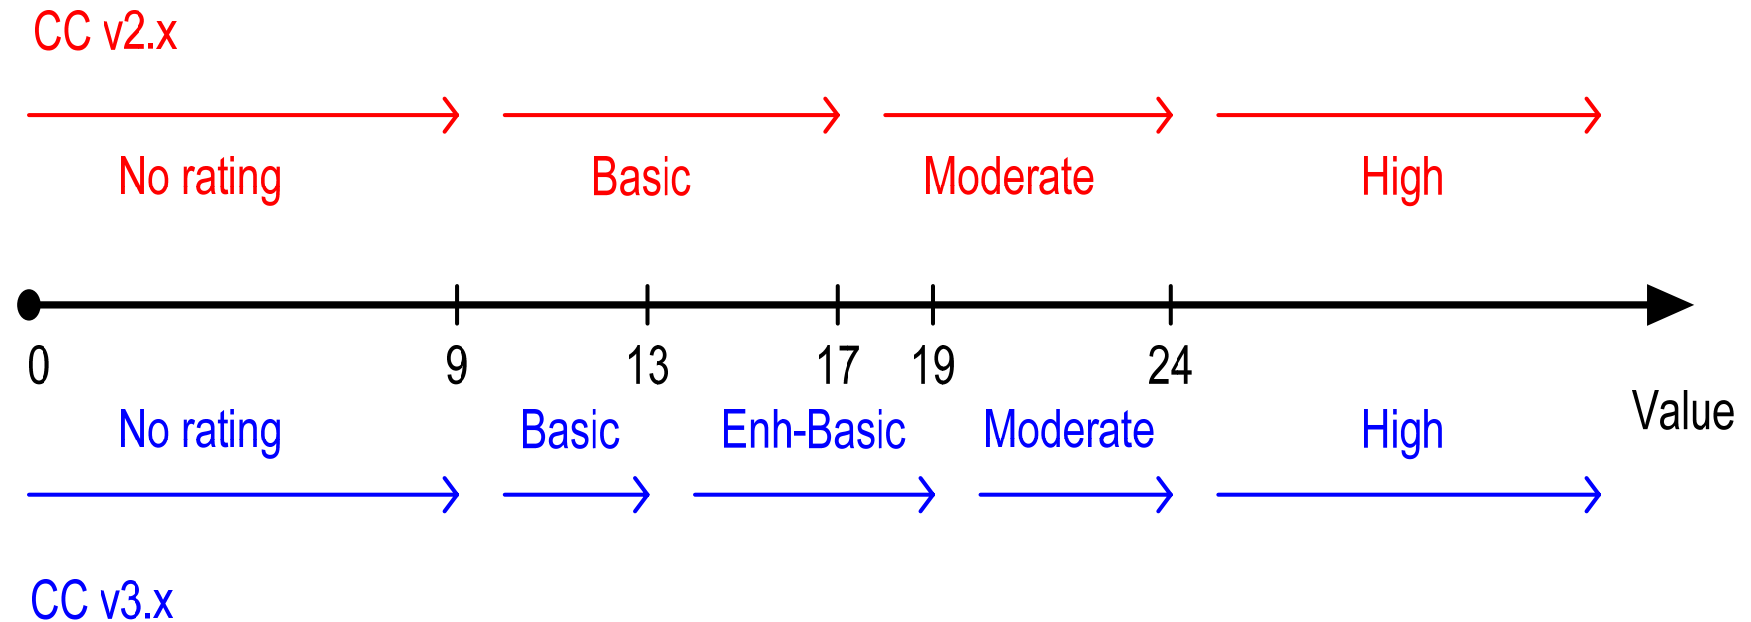 CC v2.x
No rating Basic Moderate High
0 9 13 17 19 24
Value
No rating Basic Enh-Basic Moderate High
CC v3.x